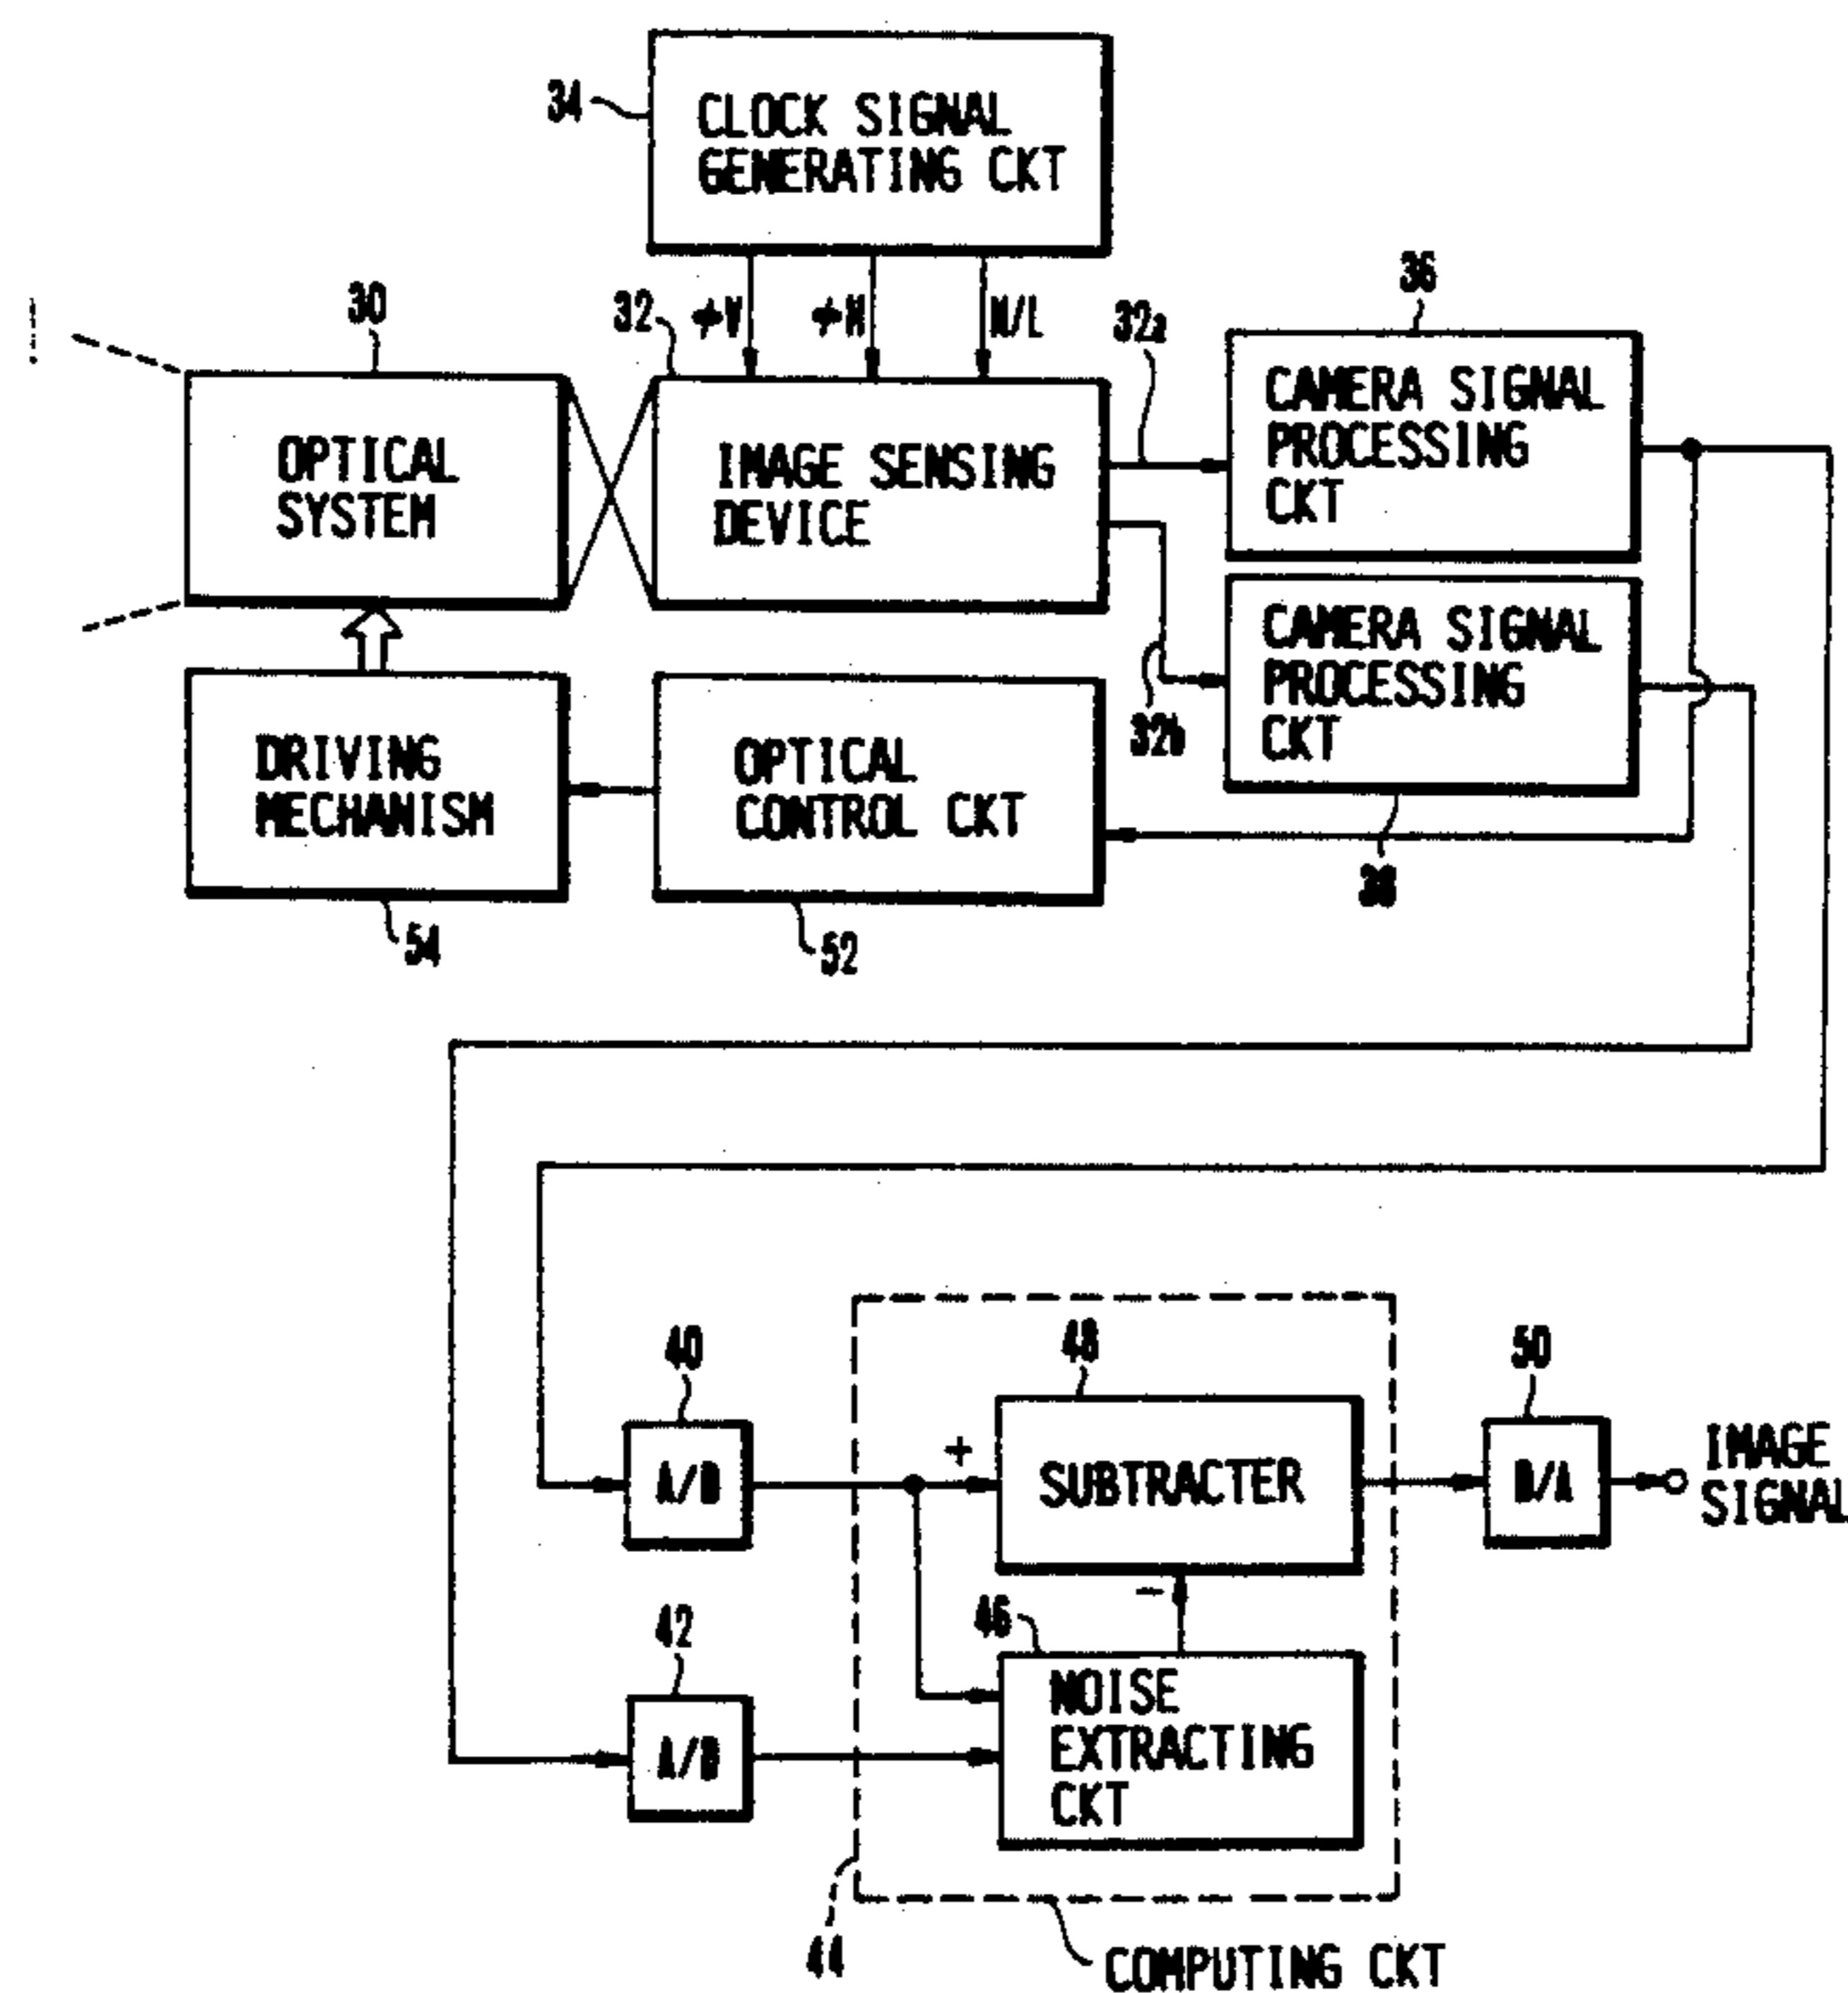 34
CLOCK SIGNAL
GENERATING CKT
30
32
φV
φH
32a
36
OPTICAL
SYSTEM
IMAGE SENSING
DEVICE
CAMERA SIGNAL
PROCESSING
CKT
CAMERA SIGNAL
PROCESSING
CKT
32b
38
DRIVING
MECHANISM
OPTICAL
CONTROL CKT
54
52
40
48
50
A/D
+
SUBTRACTER
D/A
IMAGE
SIGNAL
−
42
46
A/D
NOISE
EXTRACTING
CKT
44
COMPUTING CKT